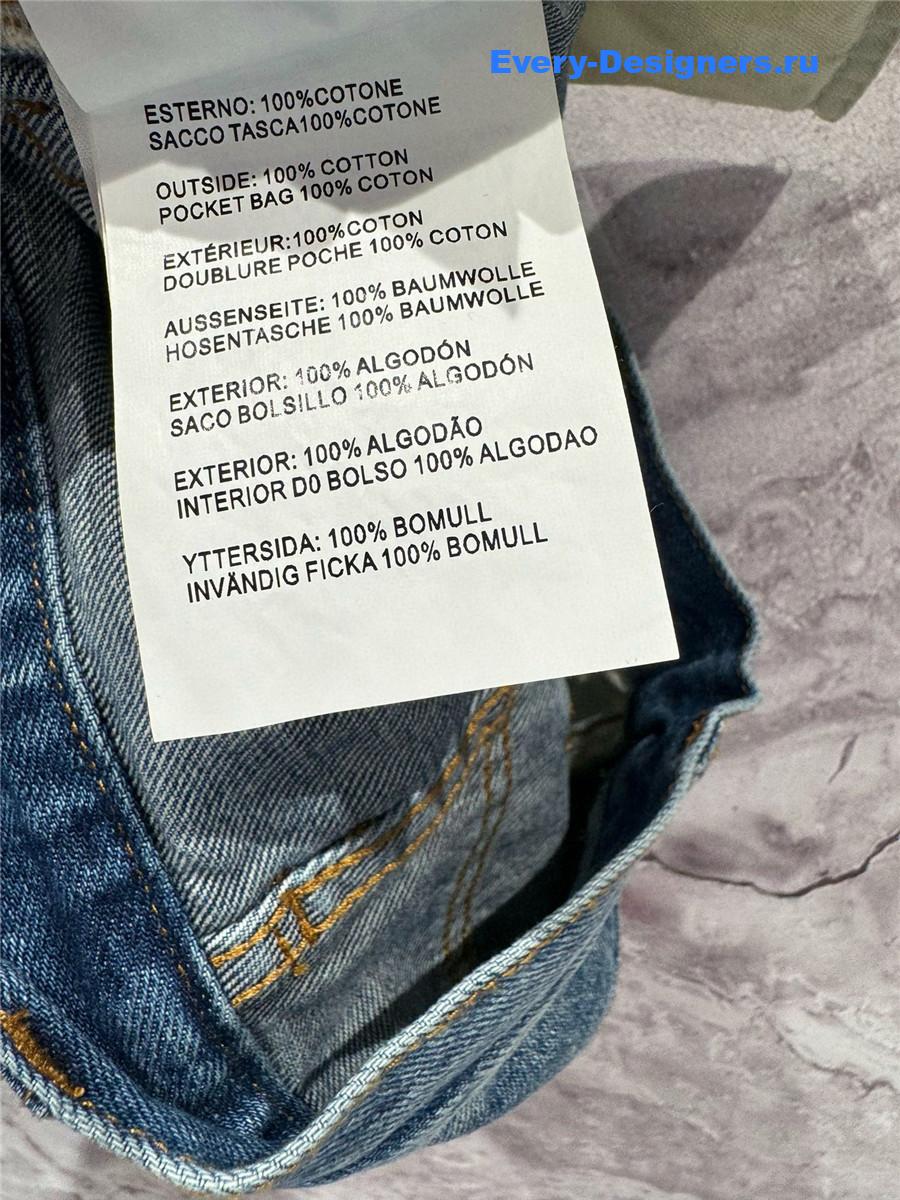 Every-Designers.ru
ESTERNO: 100%COTONE
SACCO TASCA100%COTONE
OUTSIDE: 100% COTTON
POCKET BAG 100% COTON
EXTÉRIEUR:100%COTON
DOUBLURE POCHE 100% COTON
AUSSENSEITE: 100% BAUMWOLLE
HOSENTASCHE 100% BAUMWOLLE
EXTERIOR: 100% ALGODÓN
SACO BOLSILLO 100% ALGODÓN
EXTERIOR: 100% ALGODÃO
INTERIOR D0 BOLSO 100% ALGODAO
YTTERSIDA: 100% BOMULL
INVÄNDIG FICKA 100% BOMULL